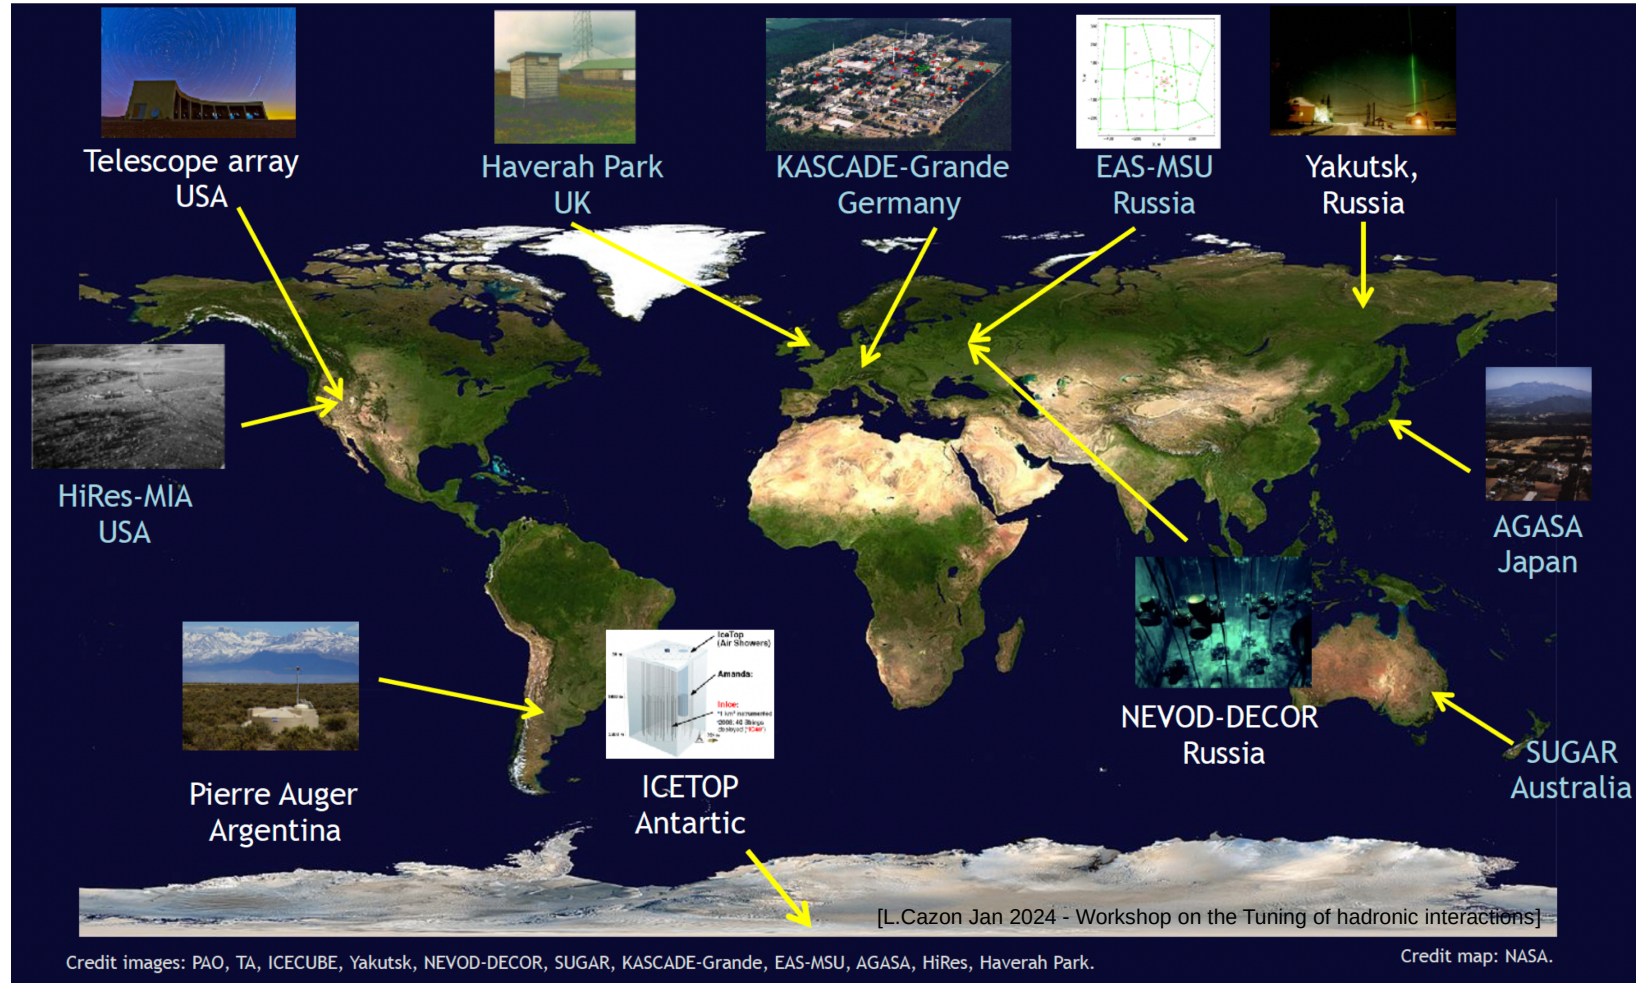 Telescope array
USA
Haverah Park
UK
KASCADE-Grande
Germany
EAS-MSU
Russia
Yakutsk,
Russia
HiRes-MIA
USA
AGASA
Japan
IceTop
(Air Showers)
Amanda:
InIce:
Pierre Auger
Argentina
ICETOP
Antartic
NEVOD-DECOR
Russia
SUGAR
Australia
[L.Cazon Jan 2024 - Workshop on the Tuning of hadronic interactions]
Credit images: PAO, TA, ICECUBE, Yakutsk, NEVOD-DECOR, SUGAR, KASCADE-Grande, EAS-MSU, AGASA, HiRes, Haverah Park.
Credit map: NASA.